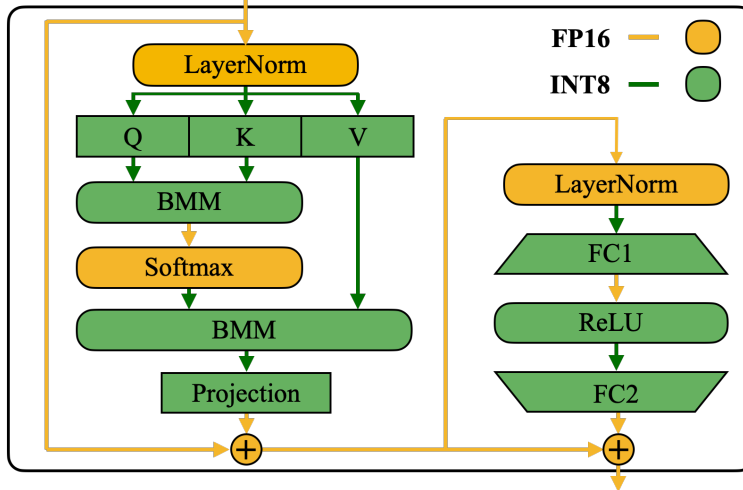 FP16
INT8
LayerNorm
Q K V
BMM
Softmax
BMM
Projection
+
LayerNorm
FC1
ReLU
FC2
+